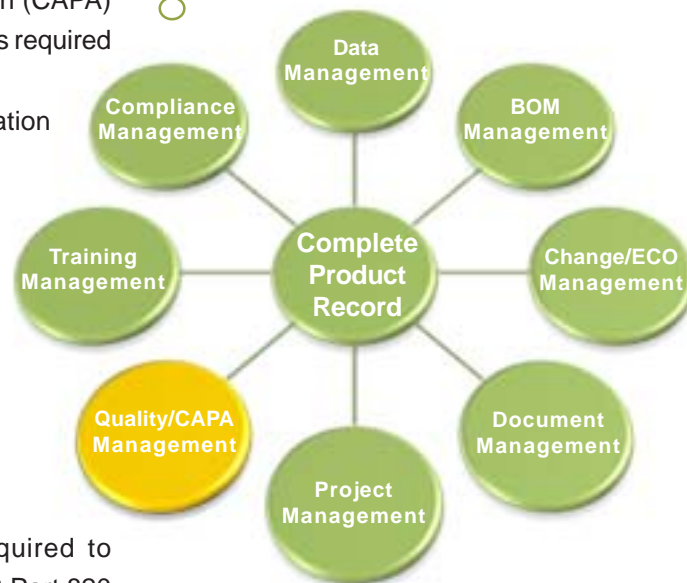 (CAPA)
s required
ation
Data
Management
BOM
Management
Change/ECO
Management
Document
Management
Project
Management
Quality/CAPA
Management
Training
Management
Compliance
Management
Complete
Product
Record
quired to